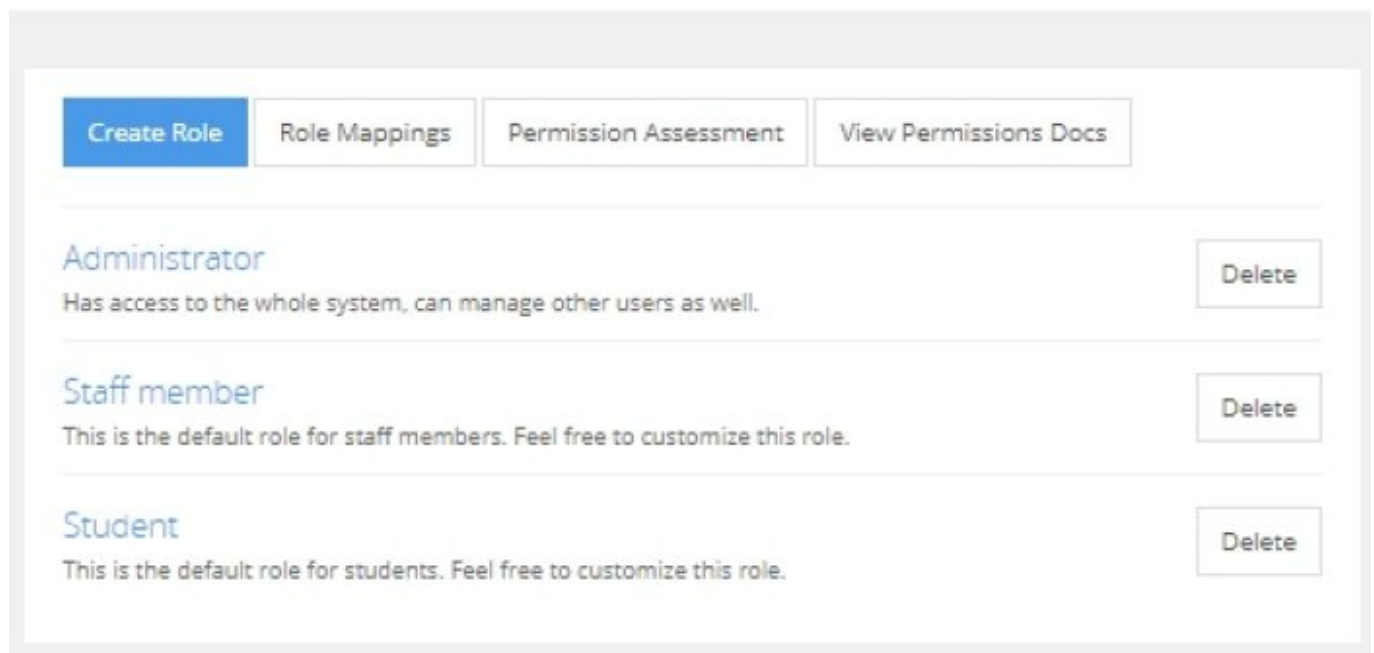 Create Role Role Mappings Permission Assessment View Permissions Docs
Administrator
Delete
Has access to the whole system, can manage other users as well.
Staff member
Delete
This is the default role for staff members. Feel free to customize this role.
Student
Delete
This is the default role for students. Feel free to customize this role.